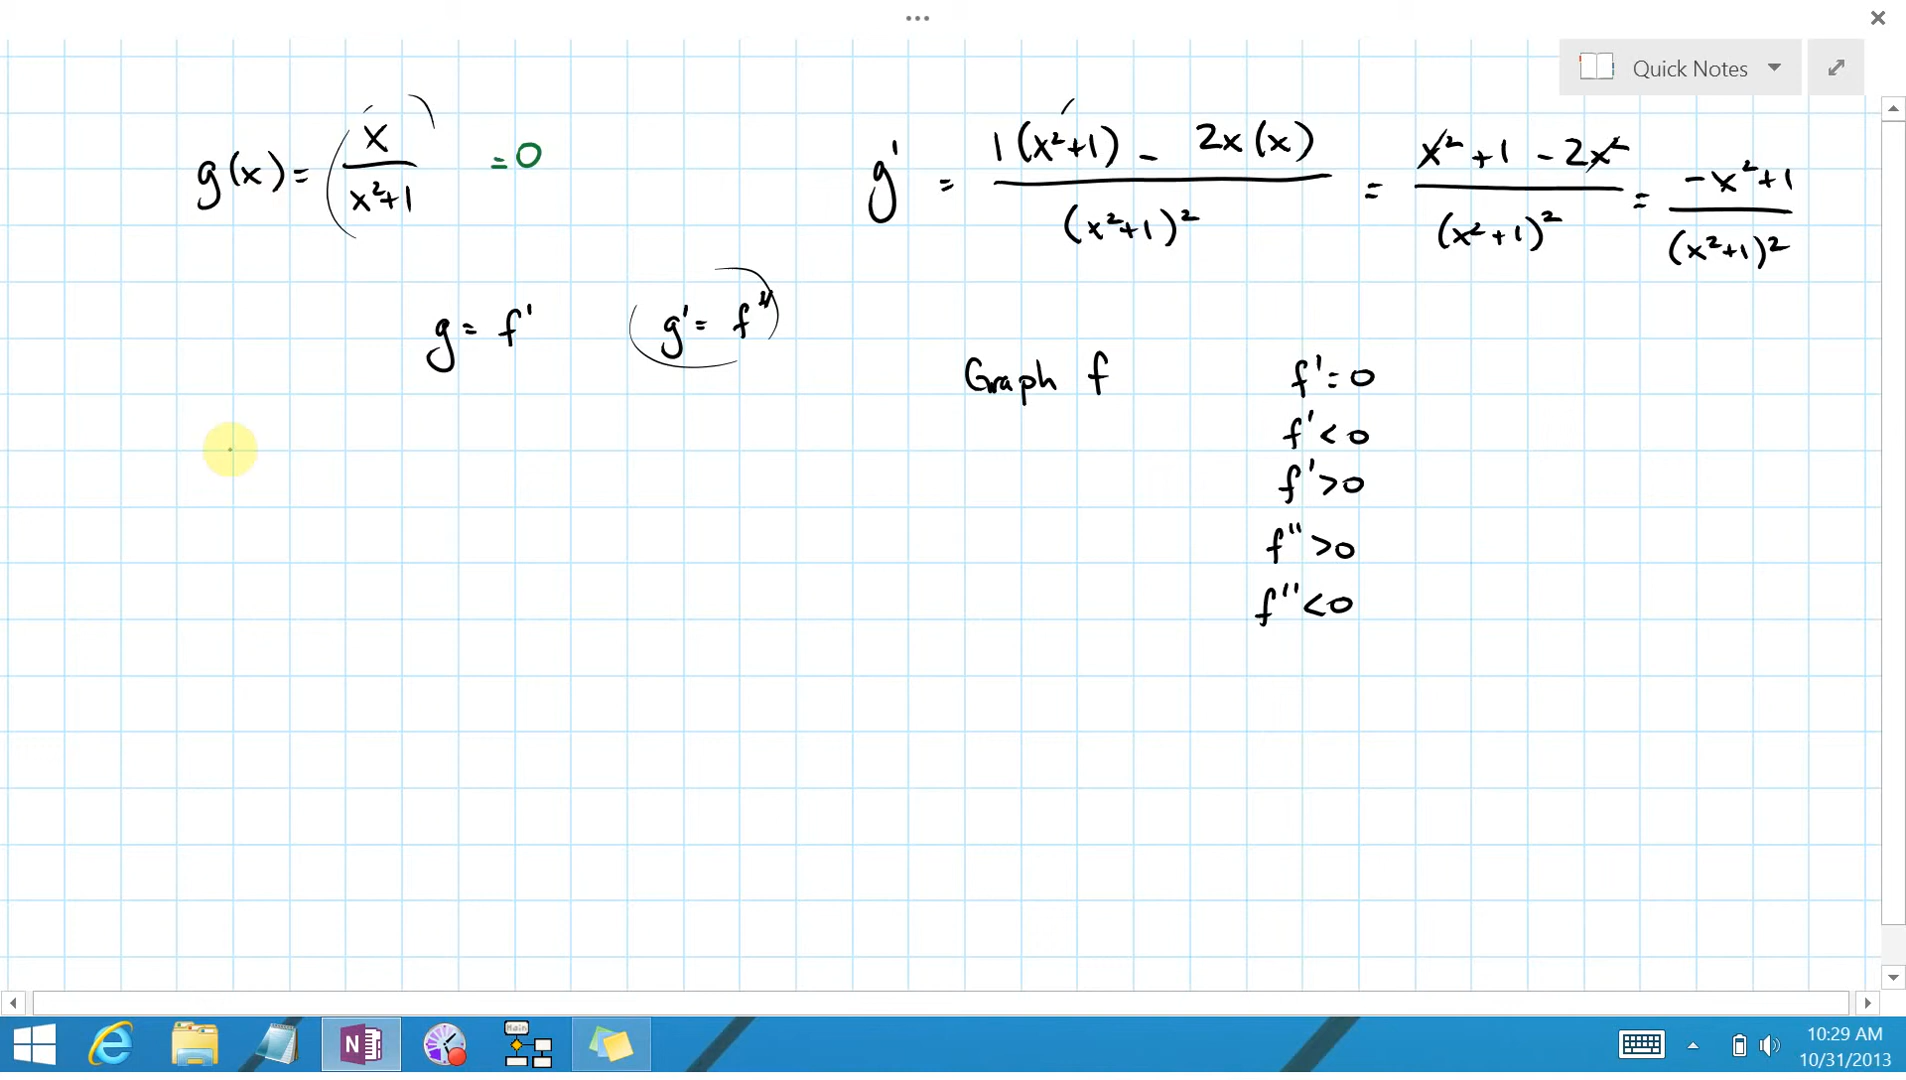 •••
Quick Notes
g(x) = x/(x²+1) = 0
g' = (1(x²+1) - 2x(x))/(x²+1)² = (x²+1-2x²)/(x²+1)² = (-x²+1)/(x²+1)²
g = f'
g' = f"
Graph f
f' = 0
f' < 0
f' > 0
f" > 0
f" < 0
Main
10:29 AM
10/31/2013